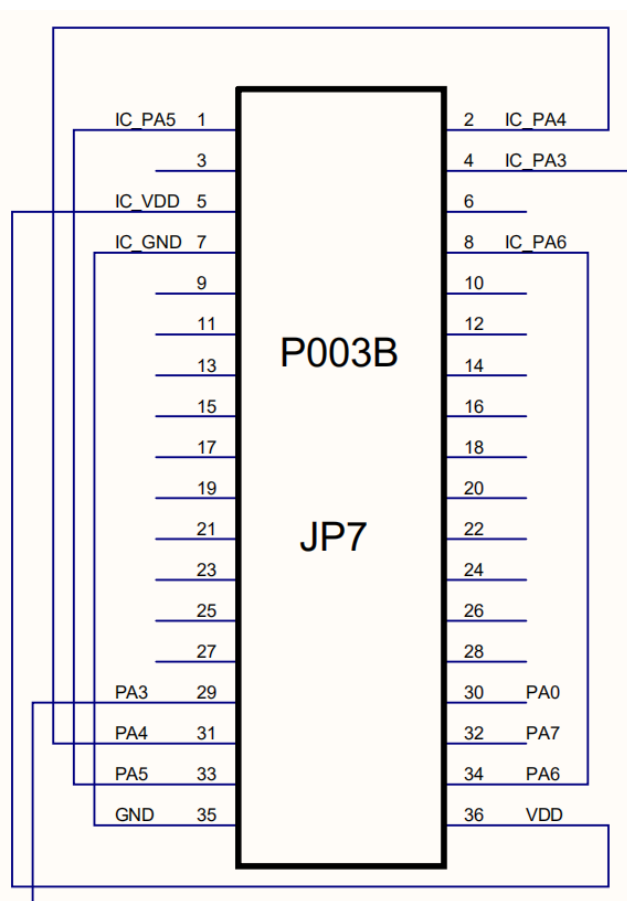 IC_PA5 1 2 IC_PA4
3 4 IC_PA3
IC_VDD 5 6
IC_GND 7 8 IC_PA6
9 10
11 12
P003B
13 14
15 16
17 18
19 20
JP7
21 22
23 24
25 26
27 28
PA3 29 30 PA0
PA4 31 32 PA7
PA5 33 34 PA6
GND 35 36 VDD